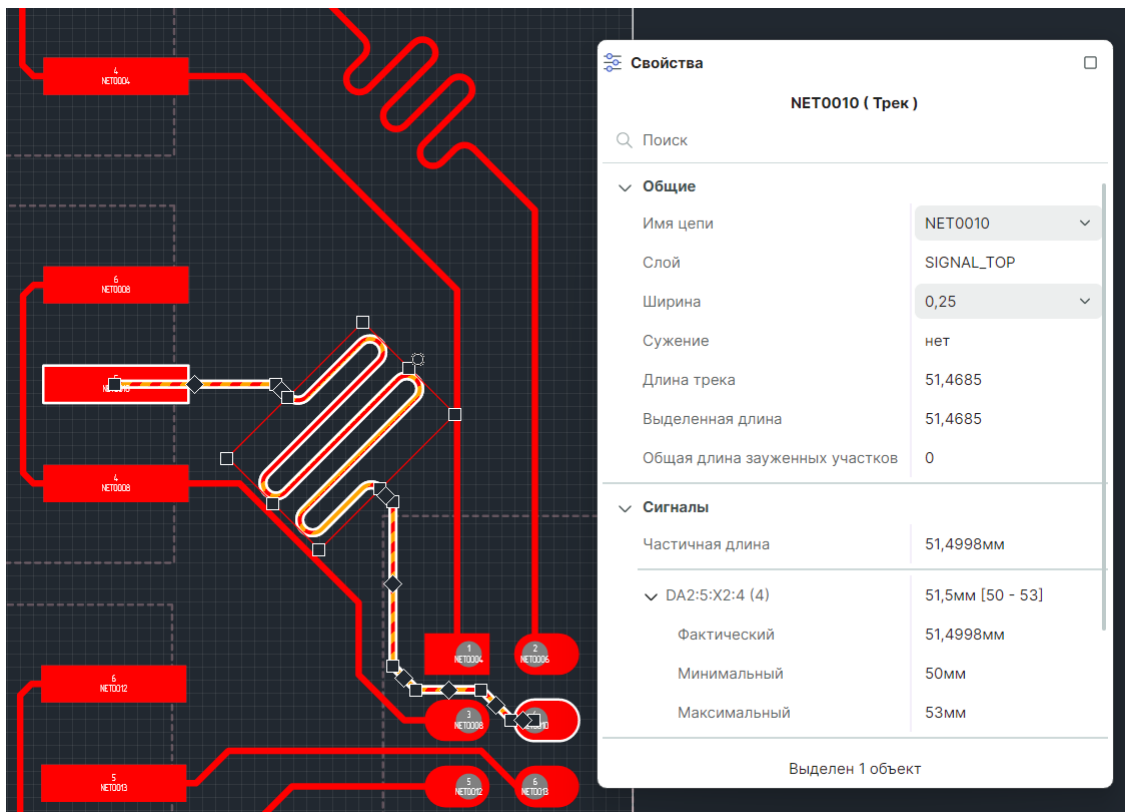 4
NET0004
6
NET0008
5
4
NET0008
6
NET0012
5
NET0013
1
NET0004
2
NET0006
3
NET0008
5
NET0012
6
NET0013
Свойства
NET0010 ( Трек )
Поиск
Общие
Имя цепи NET0010
Слой SIGNAL_TOP
Ширина 0,25
Сужение нет
Длина трека 51,4685
Выделенная длина 51,4685
Общая длина зауженных участков 0
Сигналы
Частичная длина 51,4998мм
DA2:5:X2:4 (4) 51,5мм [50 - 53]
Фактический 51,4998мм
Минимальный 50мм
Максимальный 53мм
Выделен 1 объект